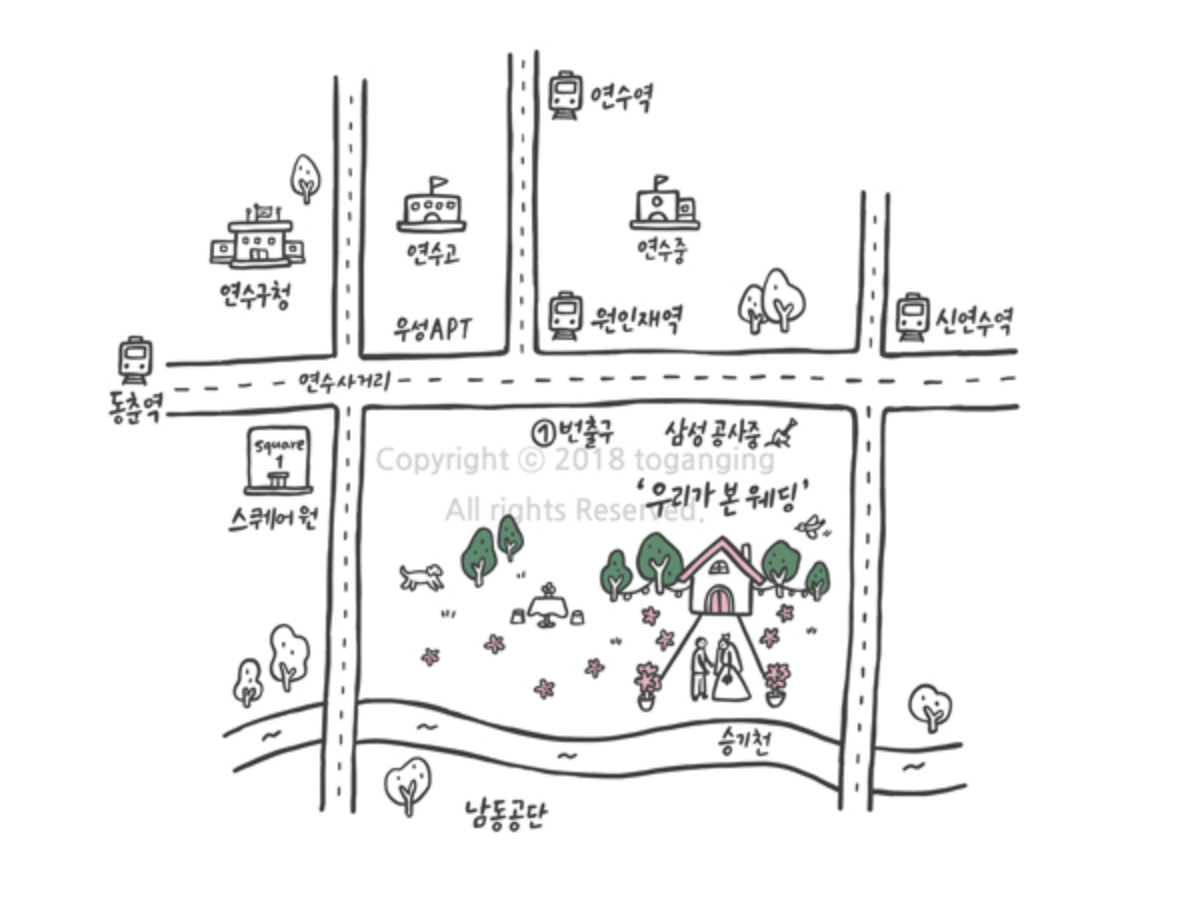 연수역
연수고
연수중
연수구청
우성APT
원인재역
신연수역
동춘역
연수사거리
①번출구
삼성 공사중
square
1
스퀘어 원
Copyright ⓒ 2018 toganging
All rights Reserved.
'우리가 본 웨딩'
승기천
남동공단